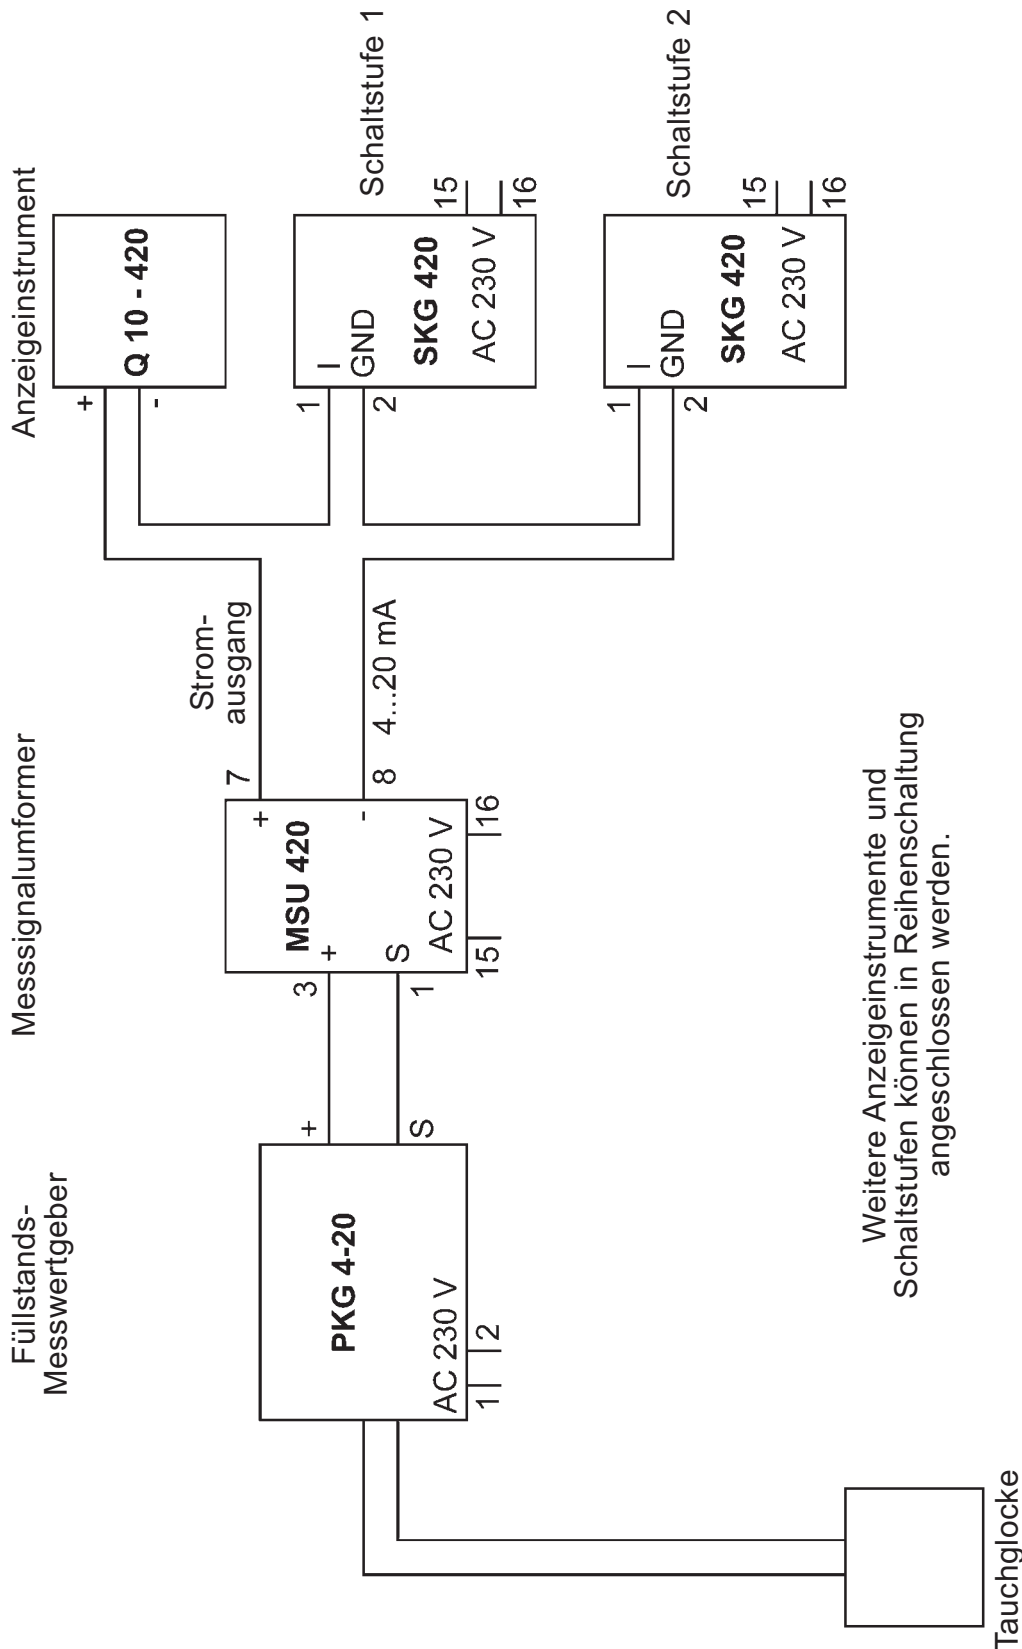 Füllstands-
Messwertgeber
Messsignalumformer
Anzeigeinstrument
PKG 4-20
AC 230 V
1
2
+
S
3
1
MSU 420
+
S
+
-
AC 230 V
15
16
7
8
Strom-
ausgang
4...20 mA
+
-
Q 10 - 420
1
2
I
GND
SKG 420
AC 230 V
15
16
Schaltstufe 1
1
2
I
GND
SKG 420
AC 230 V
15
16
Schaltstufe 2
Tauchglocke
Weitere Anzeigeinstrumente und
Schaltstufen können in Reihenschaltung
angeschlossen werden.